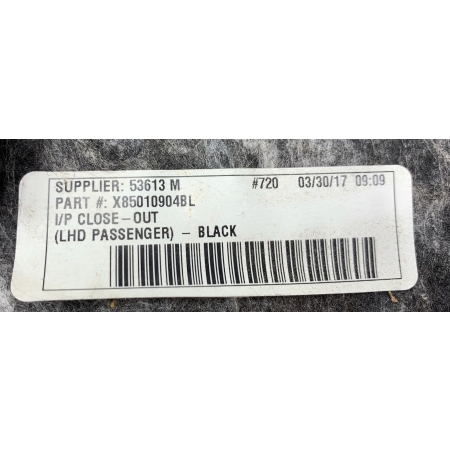 SUPPLIER: 53613 M #720 03/30/17 09:09
PART #: X85010904BL
I/P CLOSE-OUT
(LHD PASSENGER) - BLACK